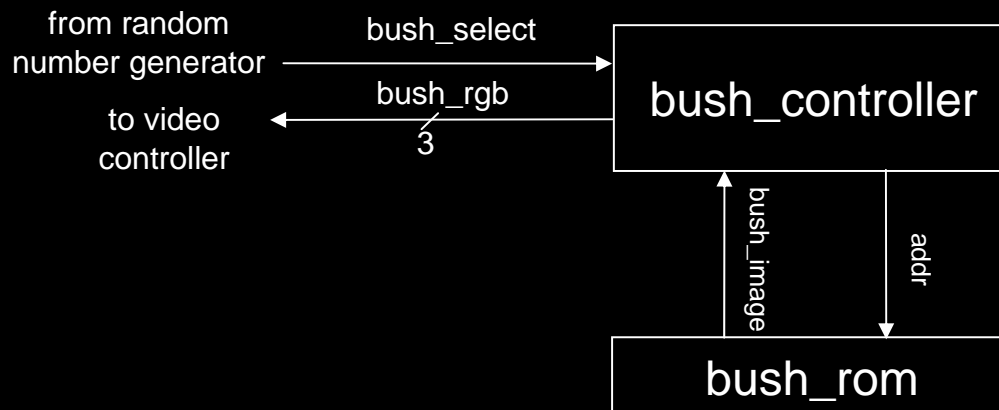 from random
number generator
bush_select
bush_controller
bush_rgb
3
to video
controller
bush_image
addr
bush_rom